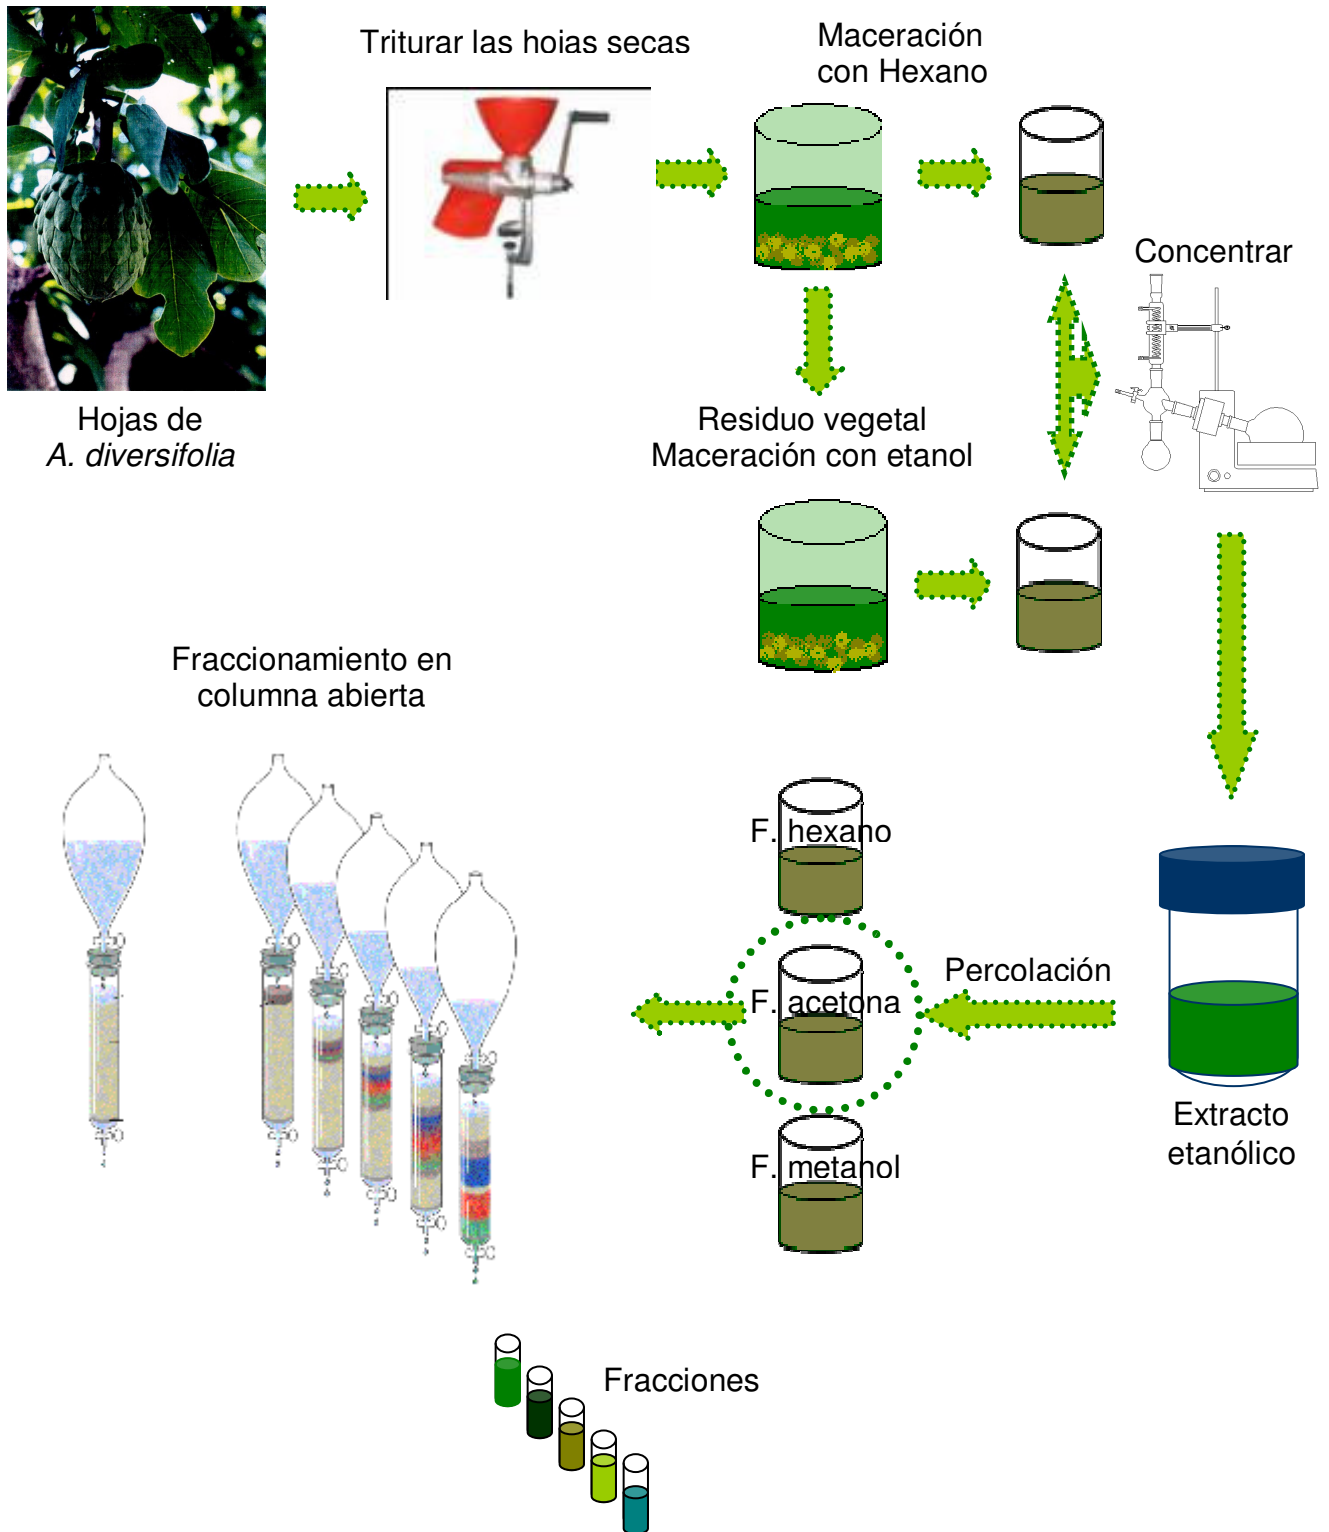 Triturar las hoias secas
Maceración
con Hexano
Concentrar
Hojas de
A. diversifolia
Residuo vegetal
Maceración con etanol
Fraccionamiento en
columna abierta
F. hexano
Percolación
F. acetona
F. metanol
Extracto
etanólico
Fracciones